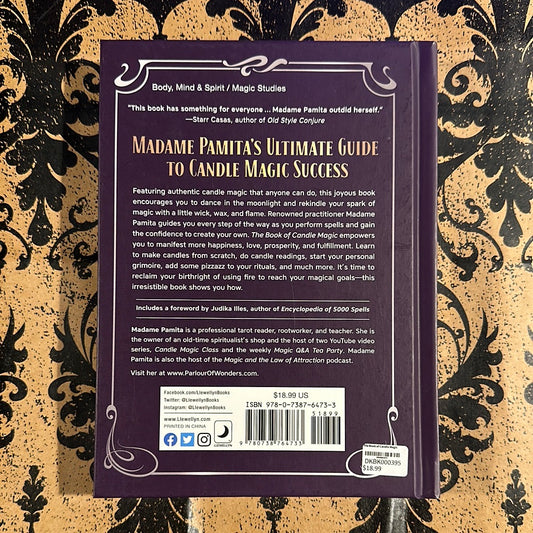 Body, Mind & Spirit / Magic Studies
"This book has something for everyone ... Madame Pamita outdid herself."
—Starr Casas, author of Old Style Conjure
MADAME PAMITA'S ULTIMATE GUIDE
TO CANDLE MAGIC SUCCESS
Featuring authentic candle magic that anyone can do, this joyous book
encourages you to dance in the moonlight and rekindle your spark of
magic with a little wick, wax, and flame. Renowned practitioner Madame
Pamita guides you every step of the way as you perform spells and gain
the confidence to create your own. The Book of Candle Magic empowers
you to manifest more happiness, love, prosperity, and fulfillment. Learn
to make candles from scratch, do candle readings, start your personal
grimoire, add some pizzazz to your rituals, and much more. It's time to
reclaim your birthright of using fire to reach your magical goals—this
irresistible book shows you how.
Includes a foreword by Judika Illes, author of Encyclopedia of 5000 Spells
Madame Pamita is a professional tarot reader, rootworker, and teacher. She is
the owner of an old-time spiritualist's shop and the host of two YouTube video
series, Candle Magic Class and the weekly Magic Q&A Tea Party. Madame
Pamita is also the host of the Magic and the Law of Attraction podcast.
Visit her at www.ParlourOfWonders.com.
Facebook.com/LlewellynBooks
Twitter: @LlewellynBooks
Instagram: @LlewellynBooks
www.Llewellyn.com
PRINTED IN CHINA
LLEWELLYN
$18.99 US
ISBN 978-0-7387-6473-3
51899
9 780738 764733
The Book of Candle Magic
DKBK000395
$18.99